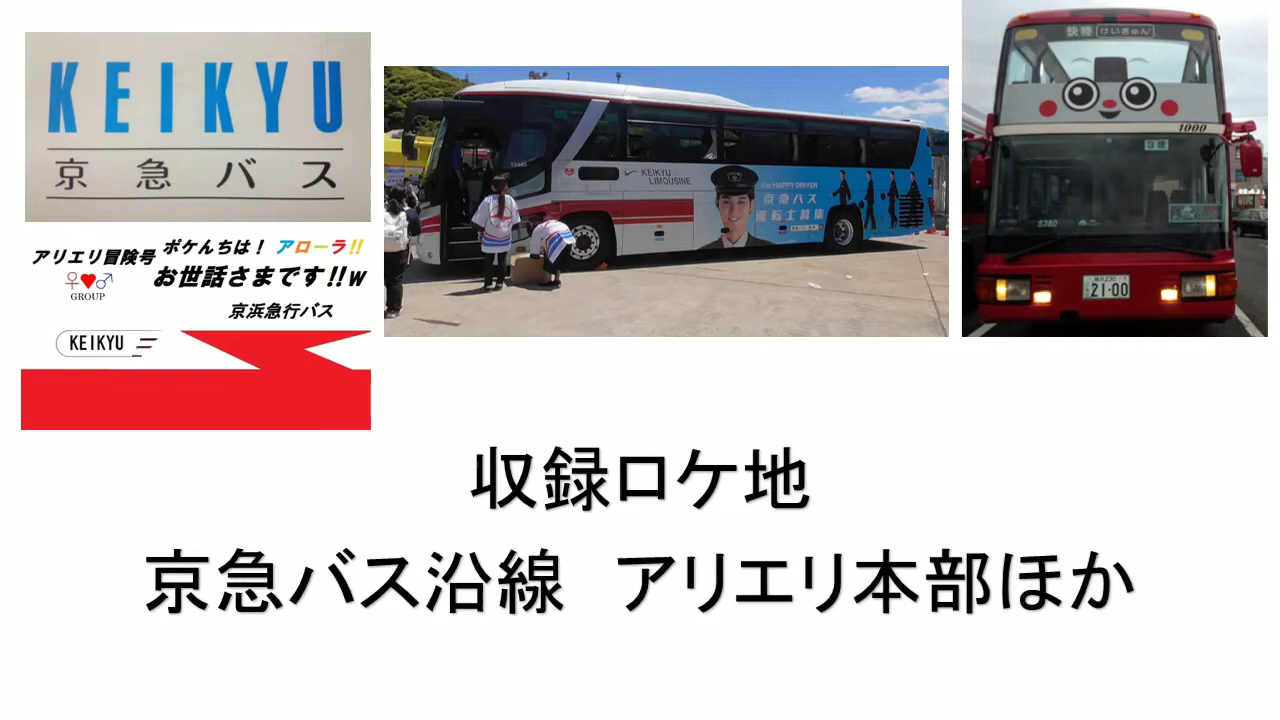 KEIKYU
京急バス
アリエリ冒険号
ポケんちは！ アローラ!!
お世話さまです!!w
♀♥♂
GROUP
京浜急行バス
KEIKYU
KEIKYU
LIMOUSINE
I'm HAPPY DRIVER
京急バス
運転士募集
快特 けいきゅん
1000
3便
21-00
収録ロケ地
京急バス沿線　アリエリ本部ほか